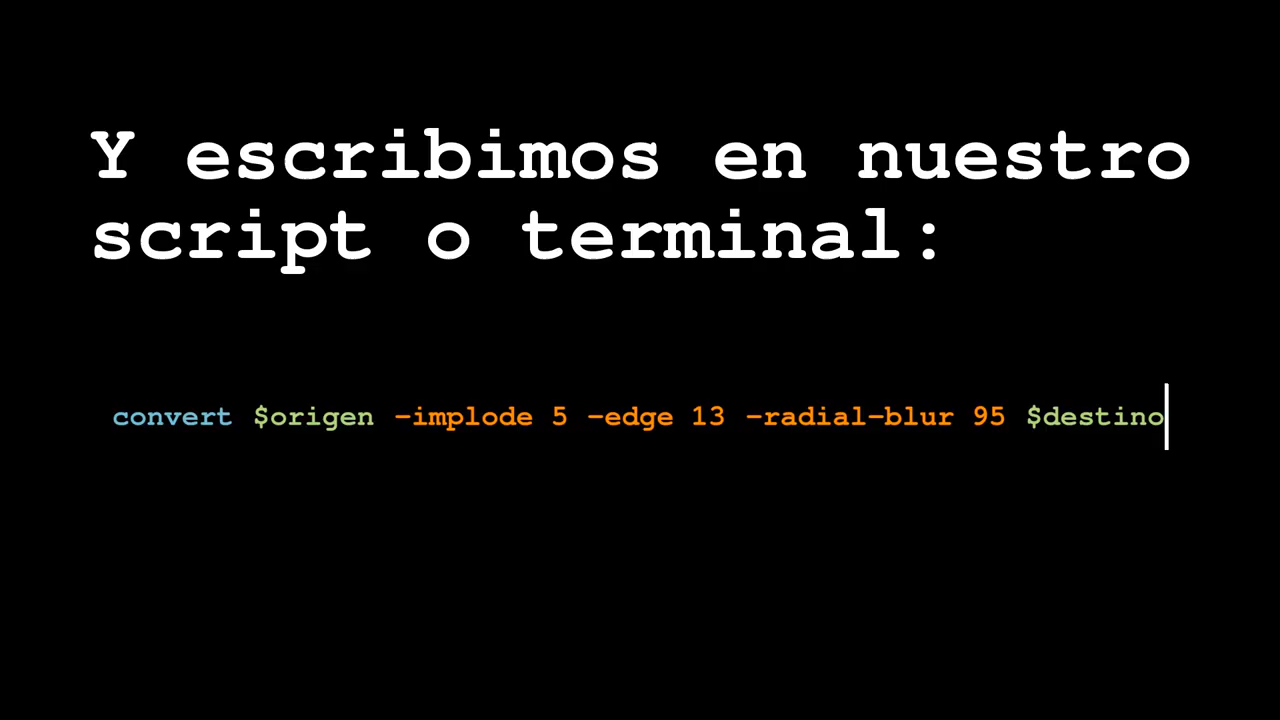 Y escribimos en nuestro
script o terminal:
convert $origen -implode 5 -edge 13 -radial-blur 95 $destino